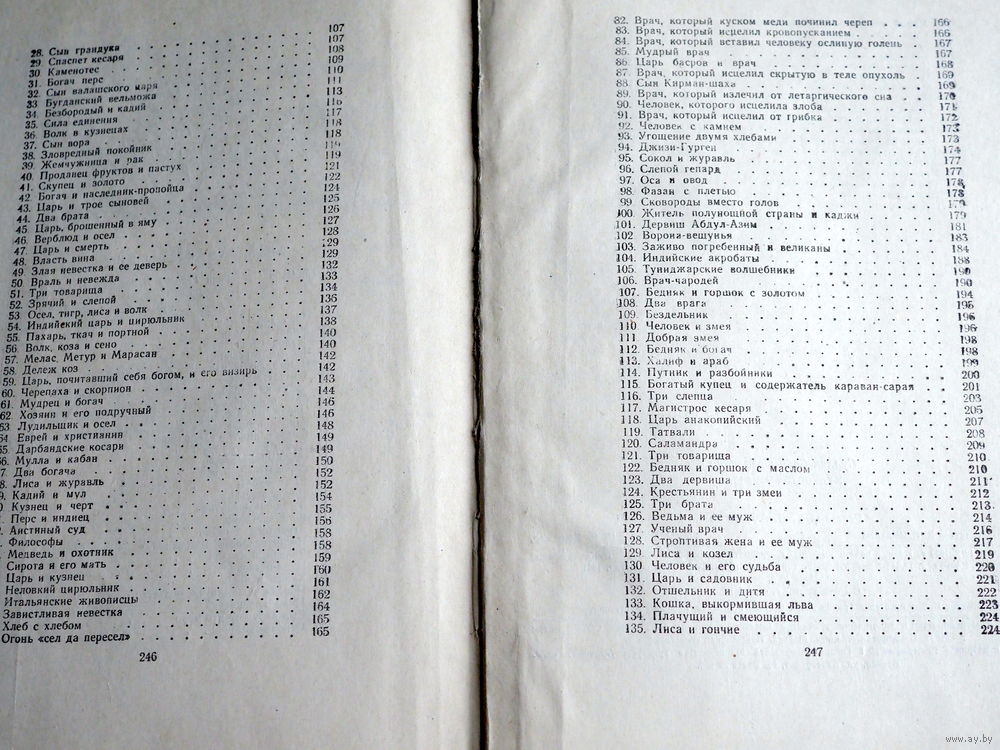 28. Сын грандука 107
29 Спаспет кесаря 107
30 Каменотес 108
31. Богач перс 109
32. Сын валашского царя 110
33 Бугданский вельможа 111
34. Безбородый и кадий 113
35. Сила единения 116
36. Волк в кузнецах 117
37. Сын вора 118
38. Зловредный покойник 118
39. Жемчужница и рак 119
40. Продавец фруктов и пастух 119
41. Скупец и золото 121
42. Богач и наследник-пропойца 122
43. Царь и трое сыновей 124
44. Два брата 125
45. Царь, брошенный в яму 126
46. Верблюд и осел 127
47. Царь и смерть 128
48. Власть вина 129
49. Злая невестка и ее деверь 129
50. Враль и невежда 132
51. Три товарища 133
52. Зрячий и слепой 134
53. Осел, тигр, лиса и волк 136
54. Индийский царь и цирюльник 137
55. Пахарь, ткач и портной 138
56. Волк, коза и сено 140
57. Мелас, Метур и Марасан 140
58. Дележ коз 142
59. Царь, почитавший себя богом, и его визирь 142
60. Черепаха и скорпион 143
61. Мудрец и богач 144
62. Хозяин и его подручный 146
3. Лудильщик и осел 146
4. Еврей и христианин 148
5. Дарбандские косари 149
6. Мулла и кабан 149
7. Два богача 150
8. Лиса и журавль 152
9. Кадий и мул 152
Кузнец и черт 154
Перс и индиец 155
Аистиный суд 156
Философы 158
Медведь и охотник 158
Сирота и его мать 159
Царь и кузнец 160
Неловкий цирюльник 161
Итальянские живописцы 162
Завистливая невестка 164
Хлеб с хлебом 165
Огонь «сел да пересел» 165
246
82. Врач, который куском меди починил череп 166
83. Врач, который исцелил кровопусканием 166
84. Врач, который вставил человеку ослиную голень 167
85. Мудрый врач 167
86. Царь басров и врач 168
87. Врач, который исцелил скрытую в теле опухоль 169
88. Сын Кирман-шаха 169
89. Врач, который излечил от летаргического сна 170
90. Человек, которого исцелила злоба 171
91. Врач, который исцелил от грибка 172
92. Человек с камнем 173
93. Угощение двумя хлебами 173
94. Джизи-Гурген 174
95. Сокол и журавль 177
96. Слепой гепард 177
97. Оса и овод 178
98. Фазан с плетью 178
99. Сковороды вместо голов 179
100. Житель полунощной страны и каджи 179
101. Дервиш Абдул-Азим 181
102 Ворона-вещунья 183
103. Заживо погребенный и великаны 184
104. Индийские акробаты 188
105. Туниджарские волшебники 190
106. Врач-чародей 190
107. Бедняк и горшок с золотом 194
108. Два врага 195
109. Бездельник 196
110. Человек и змея 196
111. Добрая змея 198
112. Бедняк и богач 198
113. Халиф и араб 199
114. Путник и разбойники 200
115. Богатый купец и содержатель караван-сарая 201
116. Три слепца 203
117. Магистрос кесаря 205
118. Царь анакопийский 207
119. Татвали 208
120. Саламандра 209
121. Три товарища 210
122. Бедняк и горшок с маслом 210
123. Два дервиша 211
124. Крестьянин и три змеи 212
125. Три брата 213
126. Ведьма и ее муж 214
127. Ученый врач 216
128. Строптивая жена и ее муж 217
129. Лиса и козел 219
130. Человек и его судьба 220
131. Царь и садовник 221
132. Отшельник и дитя 222
133. Кошка, выкормившая льва 223
134. Плачущий и смеющийся 224
135. Лиса и гончие 224
247
www.ay.by